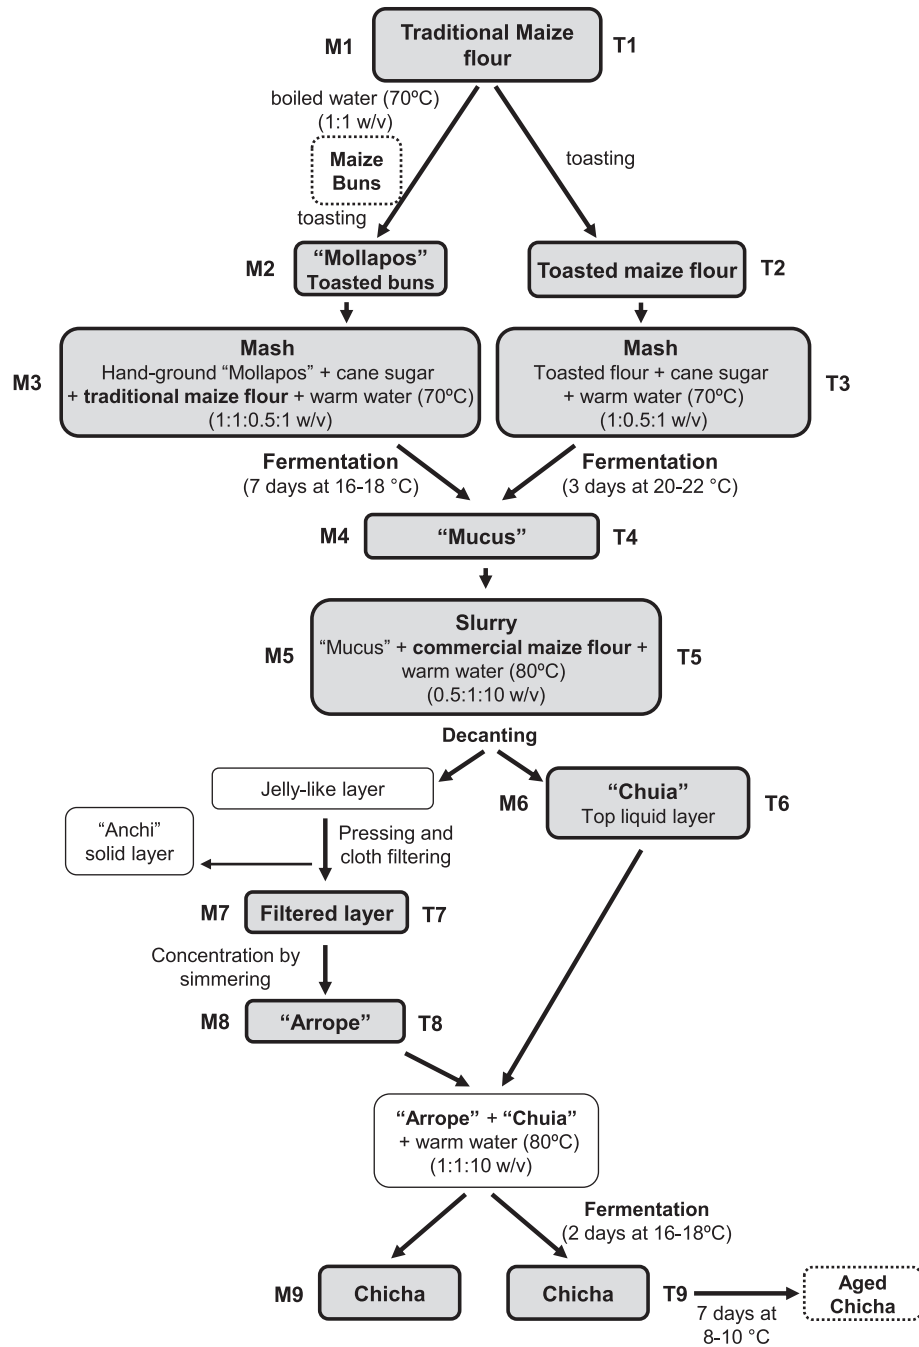 M1
Traditional Maize
flour
T1
boiled water (70ºC)
(1:1 w/v)
Maize
Buns
toasting
toasting
M2
“Mollapos”
Toasted buns
Toasted maize flour
T2
M3
Mash
Hand-ground “Mollapos” + cane sugar
+ traditional maize flour + warm water (70ºC)
(1:1:0.5:1 w/v)
Mash
Toasted flour + cane sugar
+ warm water (70ºC)
(1:0.5:1 w/v)
T3
Fermentation
(7 days at 16-18 °C)
Fermentation
(3 days at 20-22 °C)
M4
“Mucus”
T4
M5
Slurry
“Mucus” + commercial maize flour +
warm water (80ºC)
(0.5:1:10 w/v)
T5
Decanting
Jelly-like layer
M6
“Chuia”
Top liquid layer
T6
“Anchi”
solid layer
Pressing and
cloth filtering
M7
Filtered layer
T7
Concentration by
simmering
M8
“Arrope”
T8
“Arrope” + “Chuia”
+ warm water (80ºC)
(1:1:10 w/v)
Fermentation
(2 days at 16-18ºC)
M9
Chicha
Chicha
T9
7 days at
8-10 °C
Aged
Chicha